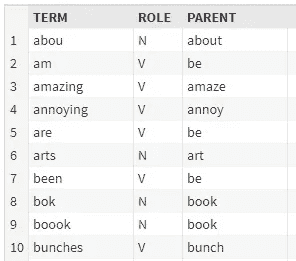 TERM ROLE PARENT
1 abou N about
2 am V be
3 amazing V amaze
4 annoying V annoy
5 are V be
6 arts N art
7 been V be
8 bok N book
9 boook N book
10 bunches V bunch